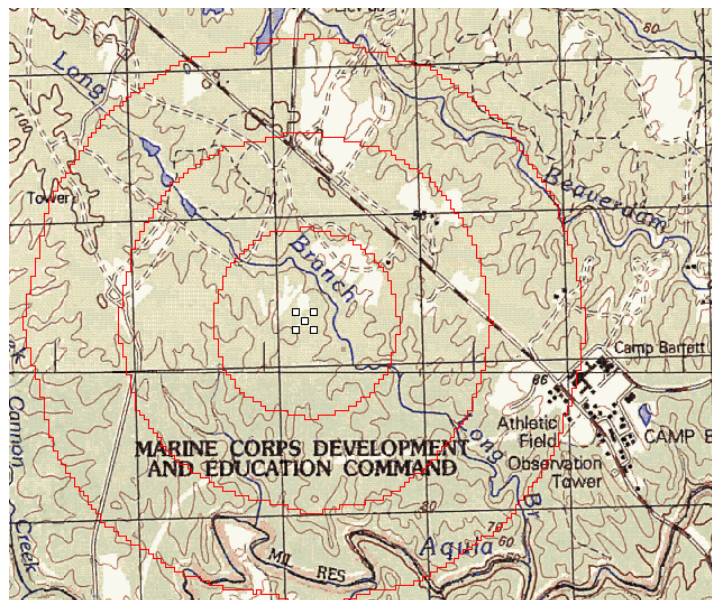 80
Long
160
Tower
Beaverdam
Branch
Camp Barrett
86
Cannon
Athletic
Field
Long
CAMP B
MARINE CORPS DEVELOPMENT
AND EDUCATION COMMAND
Observation
Tower
Br
80
70
60
Aquia
MIL RES
Creek